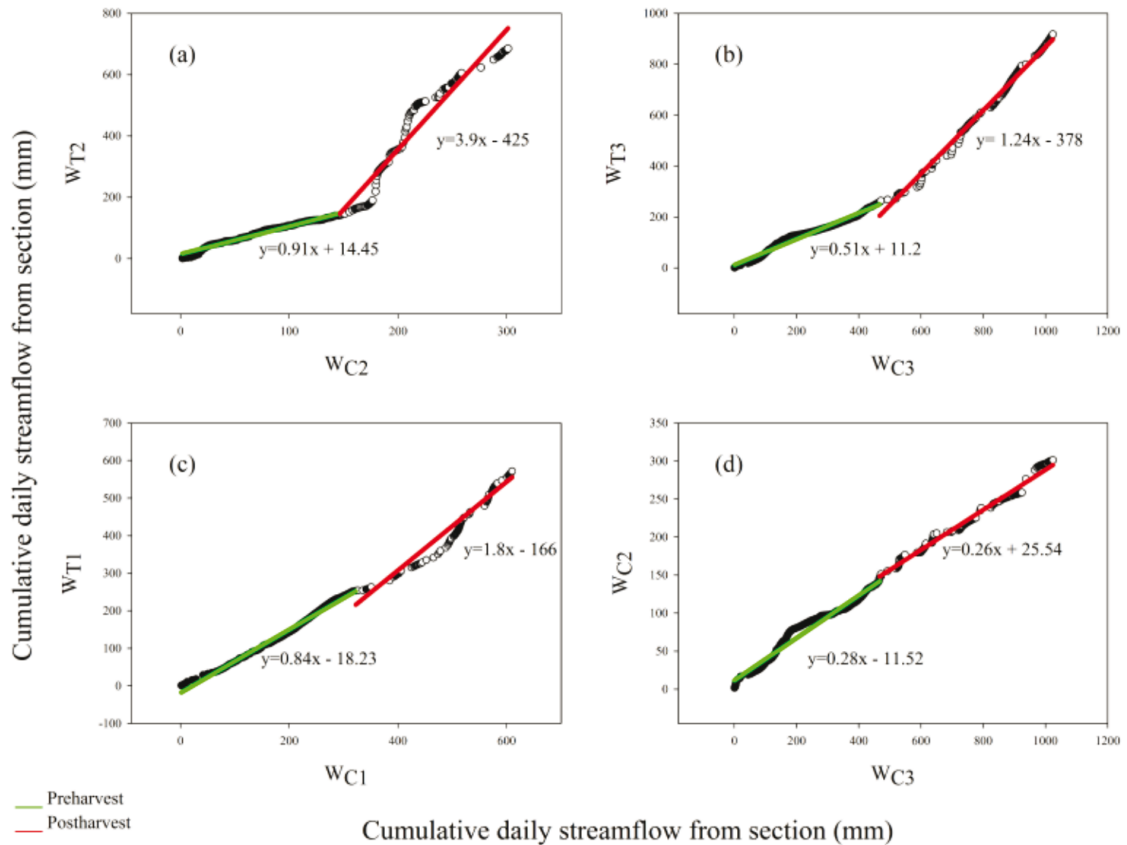 Cumulative daily streamflow from section (mm)
(a)
800
600
400
200
0
0 100 200 300
WT2
WC2
y=3.9x - 425
y=0.91x + 14.45
(b)
1000
800
600
400
200
0
0 200 400 600 800 1000 1200
WT3
WC3
y= 1.24x - 378
y=0.51x + 11.2
(c)
700
600
500
400
300
200
100
0
-100
0 200 400 600
WT1
WC1
y=1.8x - 166
y=0.84x - 18.23
(d)
350
300
250
200
150
100
50
0
0 200 400 600 800 1000 1200
WC2
WC3
y=0.26x + 25.54
y=0.28x - 11.52
Preharvest
Postharvest
Cumulative daily streamflow from section (mm)